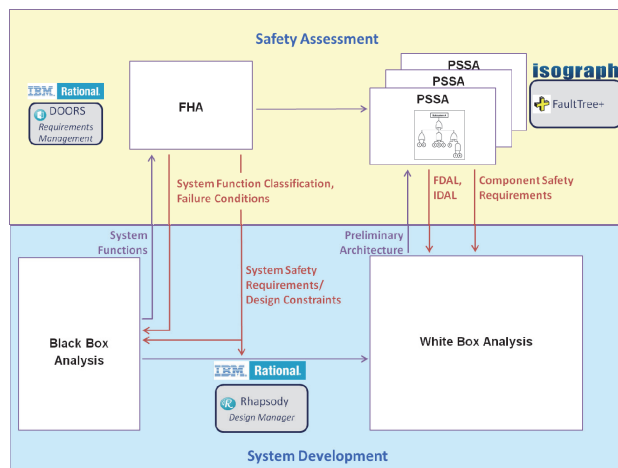 Safety Assessment
IBM Rational
DOORS
Requirements
Management
FHA
PSSA
PSSA
PSSA
isograph
FaultTree+
System Function Classification,
Failure Conditions
FDAL,
IDAL
Component Safety
Requirements
System
Functions
Preliminary
Architecture
System Safety
Requirements/
Design Constraints
Black Box
Analysis
White Box Analysis
IBM Rational
Rhapsody
Design Manager
System Development